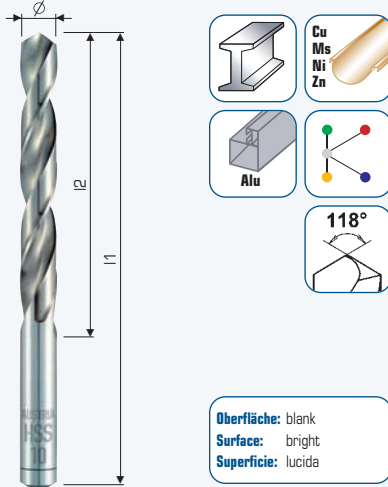 Ø
l2
l1
AUSTRIA
HSS
10
Cu
Ms
Ni
Zn
Alu
118°
Oberfläche: blank
Surface: bright
Superficie: lucida